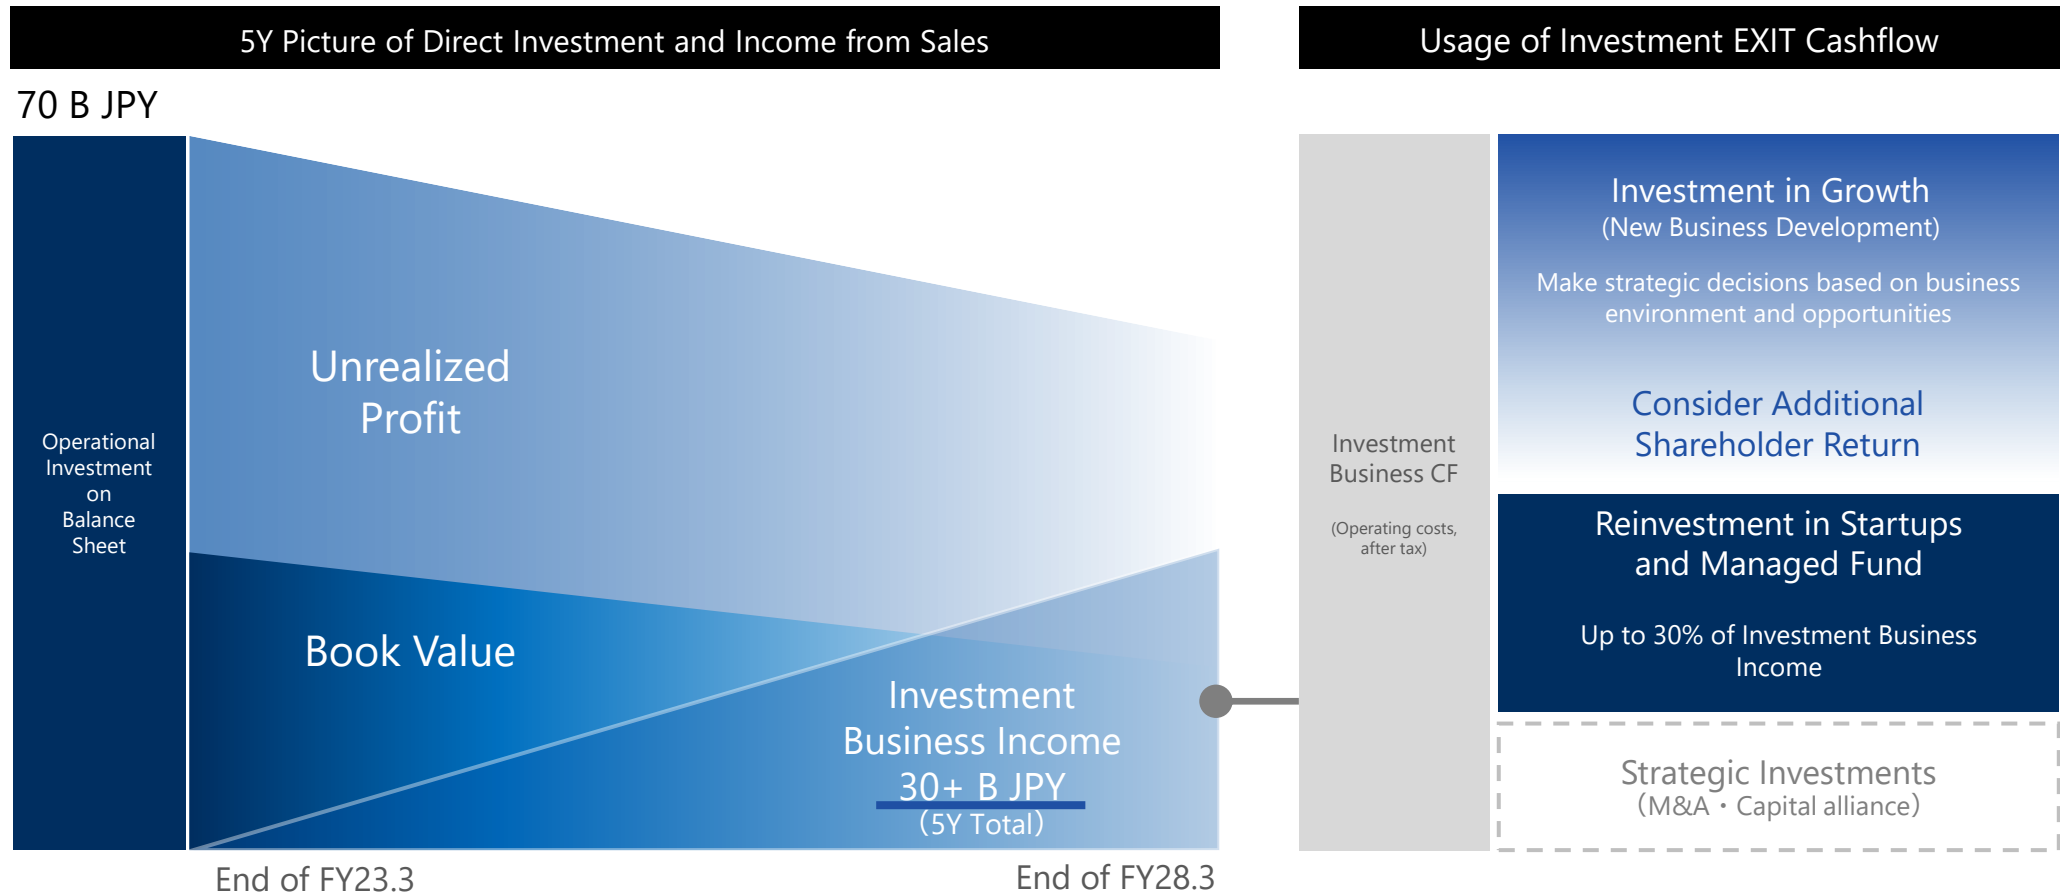 5Y Picture of Direct Investment and Income from Sales
70 B JPY
Operational
Investment
on
Balance
Sheet
Unrealized
Profit
Book Value
Investment
Business Income
30+ B JPY
（5Y Total）
End of FY23.3
End of FY28.3
Usage of Investment EXIT Cashflow
Investment
Business CF
(Operating costs,
after tax)
Investment in Growth
(New Business Development)
Make strategic decisions based on business
environment and opportunities
Consider Additional
Shareholder Return
Reinvestment in Startups
and Managed Fund
Up to 30% of Investment Business
Income
Strategic Investments
（M&A・Capital alliance）